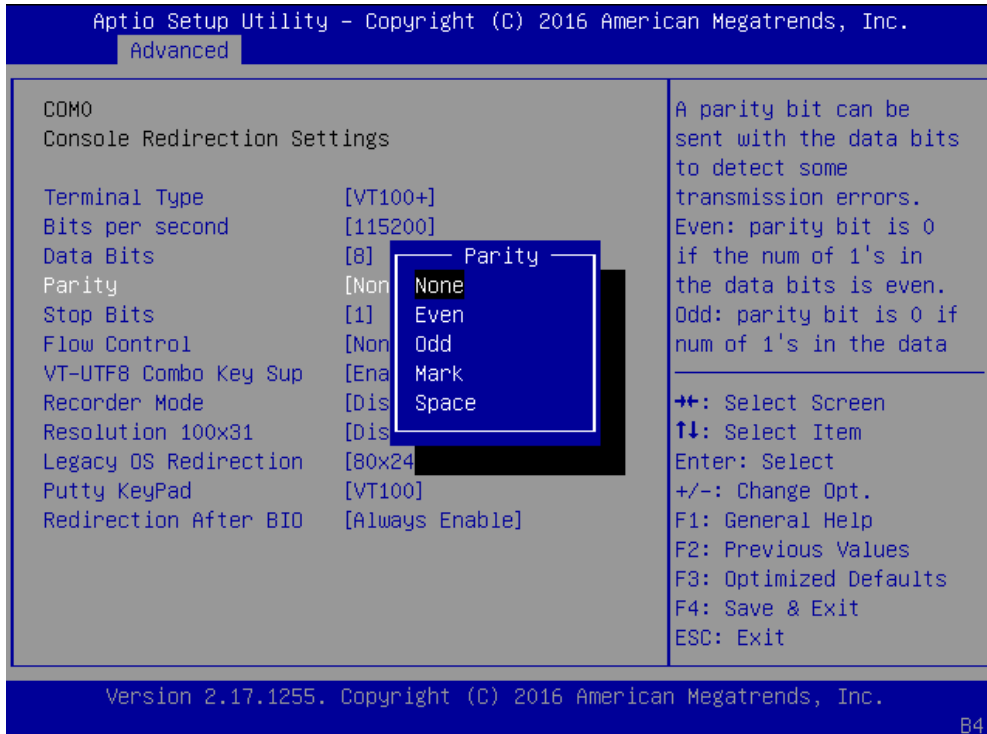 Aptio Setup Utility – Copyright (C) 2016 American Megatrends, Inc.
Advanced
COM0
Console Redirection Settings
Terminal Type [VT100+]
Bits per second [115200]
Data Bits [8]
Parity [Non
Stop Bits [1]
Flow Control [Non
VT-UTF8 Combo Key Sup [Ena
Recorder Mode [Dis
Resolution 100x31 [Dis
Legacy OS Redirection [80x24
Putty KeyPad [VT100]
Redirection After BIO [Always Enable]
Parity
None
Even
Odd
Mark
Space
A parity bit can be
sent with the data bits
to detect some
transmission errors.
Even: parity bit is 0
if the num of 1's in
the data bits is even.
Odd: parity bit is 0 if
num of 1's in the data
→←: Select Screen
↑↓: Select Item
Enter: Select
+/-: Change Opt.
F1: General Help
F2: Previous Values
F3: Optimized Defaults
F4: Save & Exit
ESC: Exit
Version 2.17.1255. Copyright (C) 2016 American Megatrends, Inc.
B4